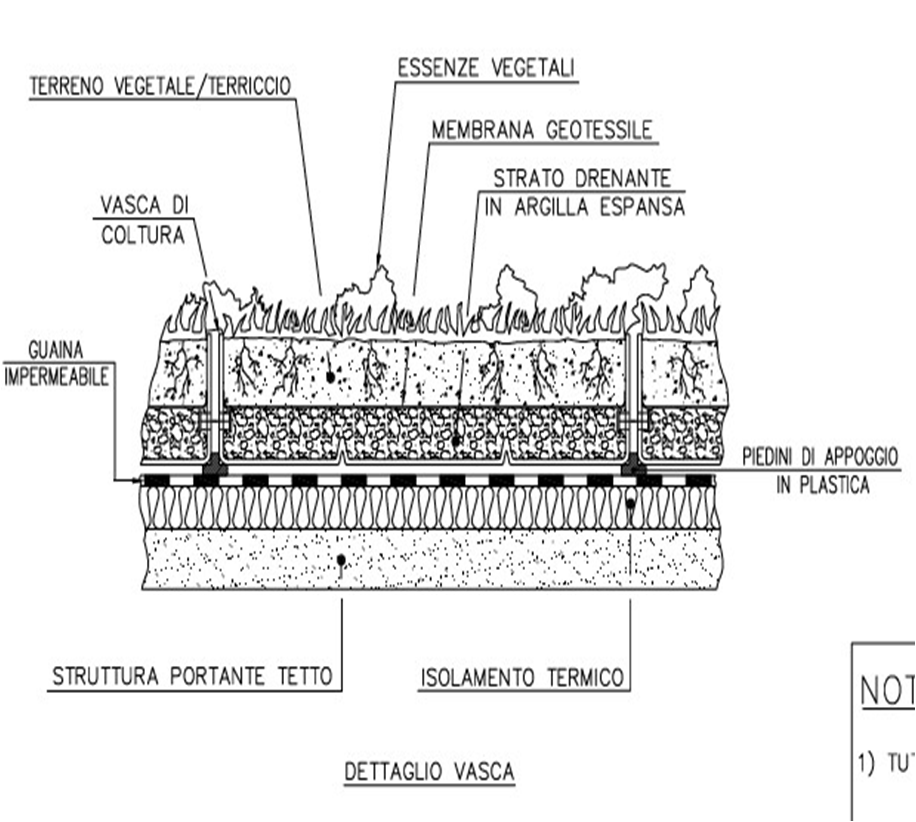 ESSENZE VEGETALI
TERRENO VEGETALE/TERRICCIO
MEMBRANA GEOTESSILE
STRATO DRENANTE
IN ARGILLA ESPANSA
VASCA DI
COLTURA
GUAINA
IMPERMEABILE
PIEDINI DI APPOGGIO
IN PLASTICA
STRUTTURA PORTANTE TETTO
ISOLAMENTO TERMICO
DETTAGLIO VASCA
NOT
1) TUT